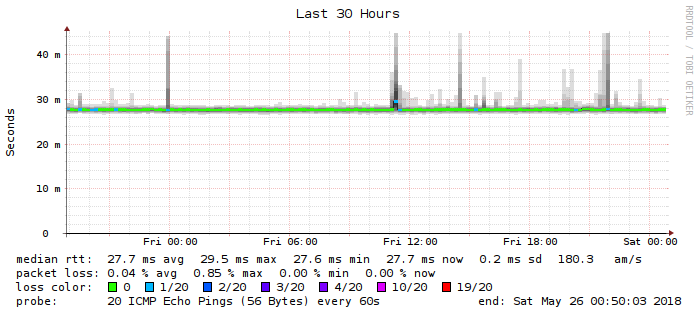 Last 30 Hours
RRDTOOL / TOBI OETIKER
Seconds
40 m
30 m
20 m
10 m
0
Fri 00:00 Fri 06:00 Fri 12:00 Fri 18:00 Sat 00:00
median rtt: 27.7 ms avg 29.5 ms max 27.6 ms min 27.7 ms now 0.2 ms sd 180.3 am/s
packet loss: 0.04 % avg 0.85 % max 0.00 % min 0.00 % now
loss color: 0 1/20 2/20 3/20 4/20 10/20 19/20
probe: 20 ICMP Echo Pings (56 Bytes) every 60s end: Sat May 26 00:50:03 2018